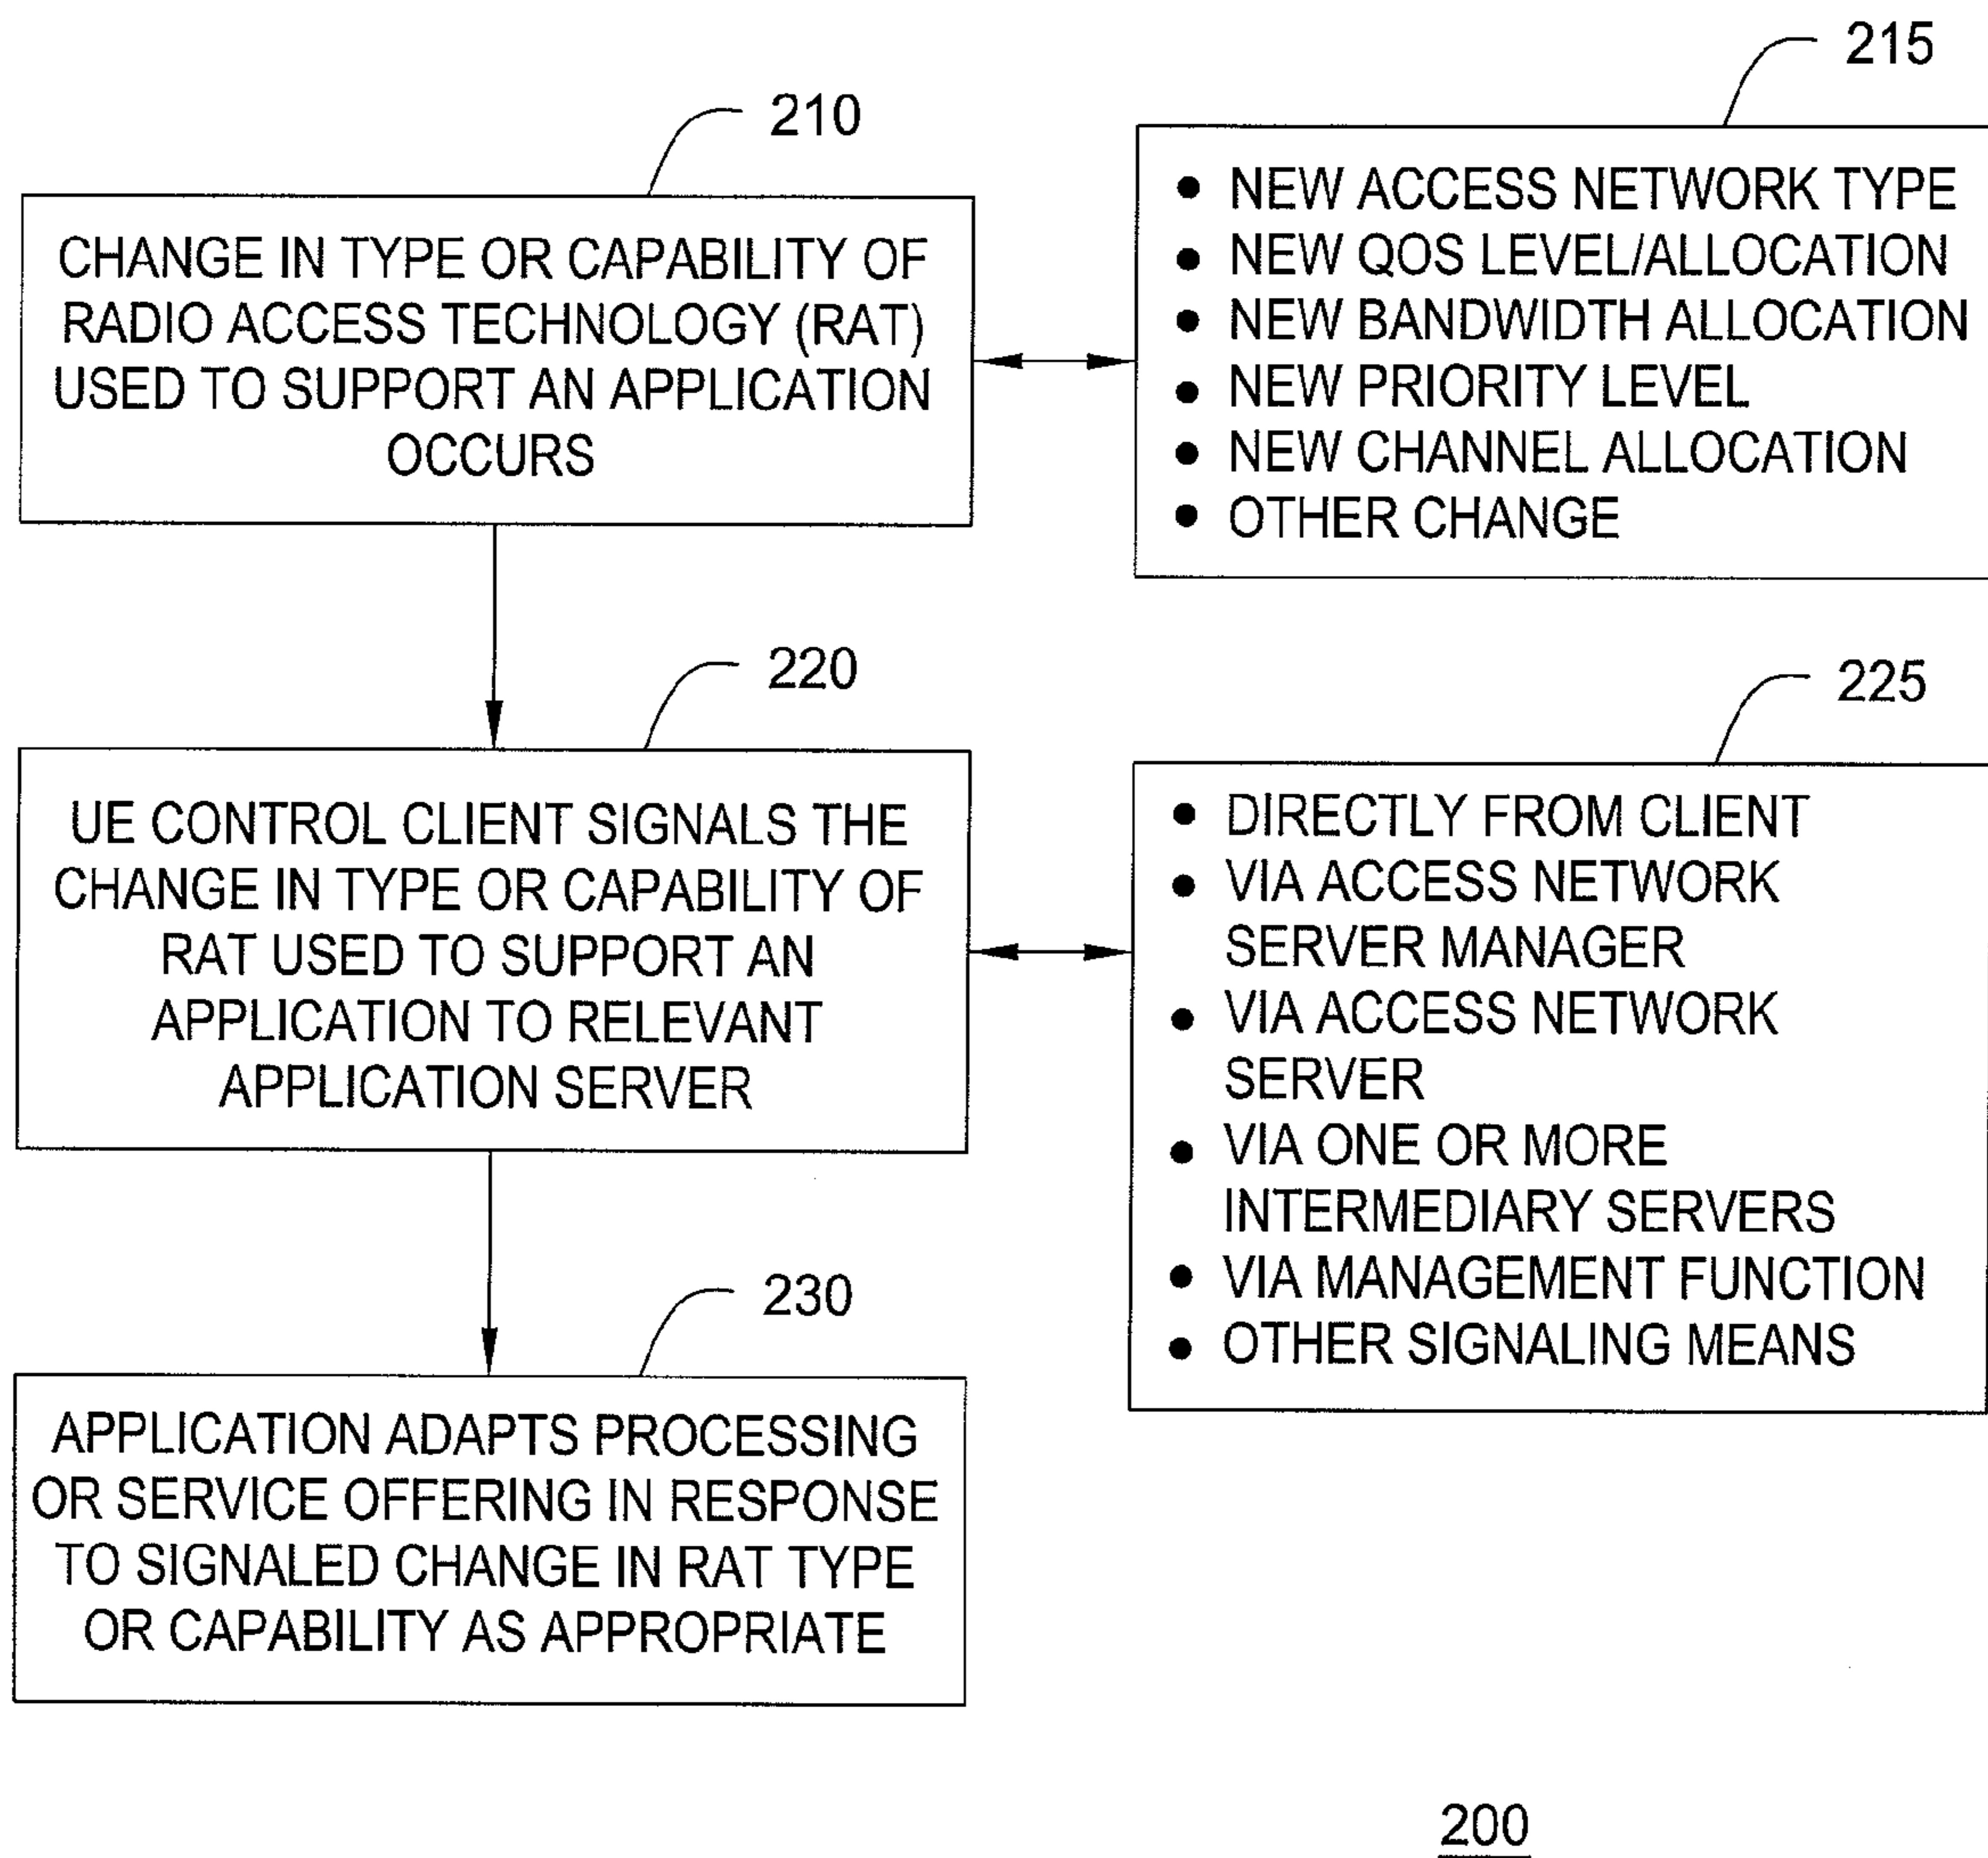 210
CHANGE IN TYPE OR CAPABILITY OF
RADIO ACCESS TECHNOLOGY (RAT)
USED TO SUPPORT AN APPLICATION
OCCURS
215
• NEW ACCESS NETWORK TYPE
• NEW QOS LEVEL/ALLOCATION
• NEW BANDWIDTH ALLOCATION
• NEW PRIORITY LEVEL
• NEW CHANNEL ALLOCATION
• OTHER CHANGE
220
UE CONTROL CLIENT SIGNALS THE
CHANGE IN TYPE OR CAPABILITY OF
RAT USED TO SUPPORT AN
APPLICATION TO RELEVANT
APPLICATION SERVER
225
• DIRECTLY FROM CLIENT
• VIA ACCESS NETWORK
SERVER MANAGER
• VIA ACCESS NETWORK
SERVER
• VIA ONE OR MORE
INTERMEDIARY SERVERS
• VIA MANAGEMENT FUNCTION
• OTHER SIGNALING MEANS
230
APPLICATION ADAPTS PROCESSING
OR SERVICE OFFERING IN RESPONSE
TO SIGNALED CHANGE IN RAT TYPE
OR CAPABILITY AS APPROPRIATE
200